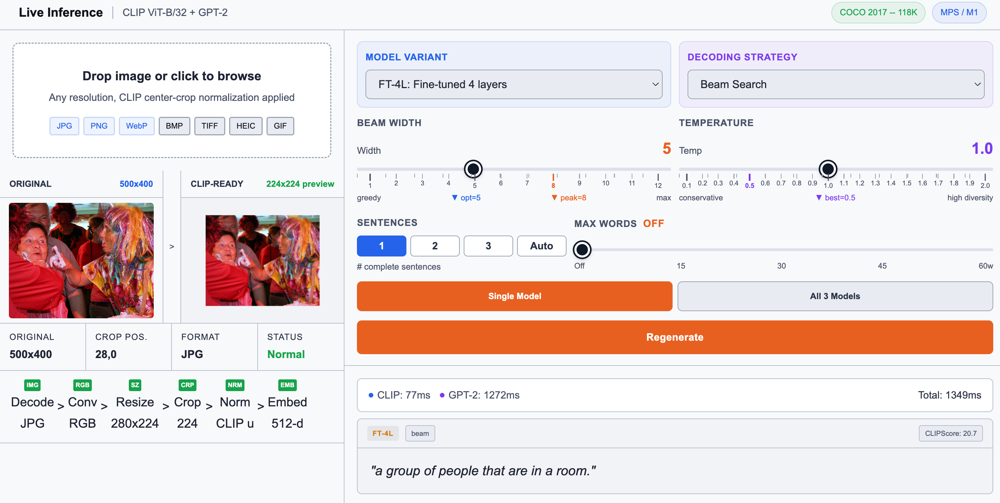 Live Inference CLIP ViT-B/32 + GPT-2 COCO 2017 -- 118K MPS / M1
Drop image or click to browse
Any resolution, CLIP center-crop normalization applied
JPG PNG WebP BMP TIFF HEIC GIF
ORIGINAL 500x400 CLIP-READY 224x224 preview
>
ORIGINAL CROP POS. FORMAT STATUS
500x400 28,0 JPG Normal
IMG RGB SZ CRP NRM EMB
Decode > Conv > Resize > Crop > Norm > Embed
JPG RGB 280x224 224 CLIP u 512-d
MODEL VARIANT
FT-4L: Fine-tuned 4 layers
DECODING STRATEGY
Beam Search
BEAM WIDTH
Width 5
1 2 3 4 5 6 7 8 9 10 11 12
greedy ▼ opt=5 ▼ peak=8 max
TEMPERATURE
Temp 1.0
0.1 0.2 0.3 0.4 0.5 0.6 0.7 0.8 0.9 1.0 1.1 1.2 1.3 1.4 1.5 1.6 1.7 1.8 1.9 2.0
conservative ▼ best=0.5 high diversity
SENTENCES
1 2 3 Auto
# complete sentences
MAX WORDS OFF
Off 15 30 45 60w
Single Model All 3 Models
Regenerate
CLIP: 77ms GPT-2: 1272ms Total: 1349ms
FT-4L beam CLIPScore: 20.7
"a group of people that are in a room."